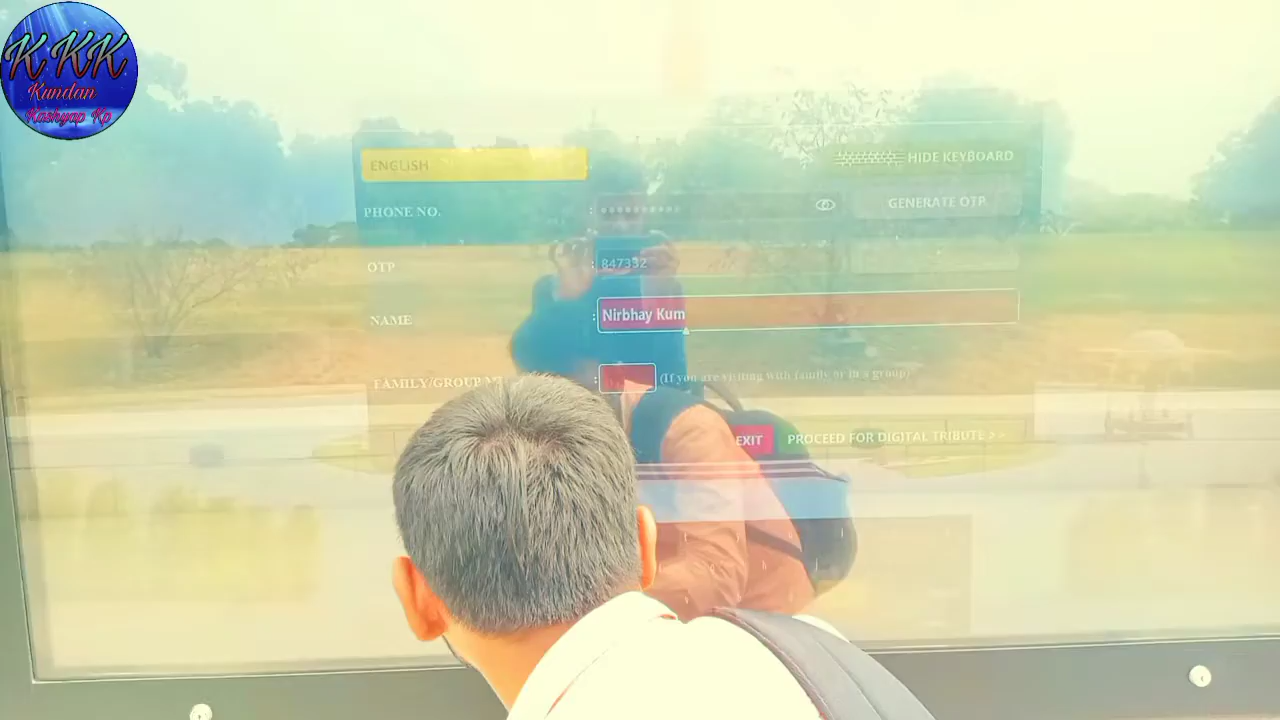 KKK
Kundan
Kashyap Kp
ENGLISH
HIDE KEYBOARD
PHONE NO.
:
GENERATE OTP
OTP
: 847332
NAME
: Nirbhay Kum
FAMILY/GROUP
: (If you are visiting with family or in a group)
EXIT
PROCEED FOR DIGITAL TRIBUTE >>